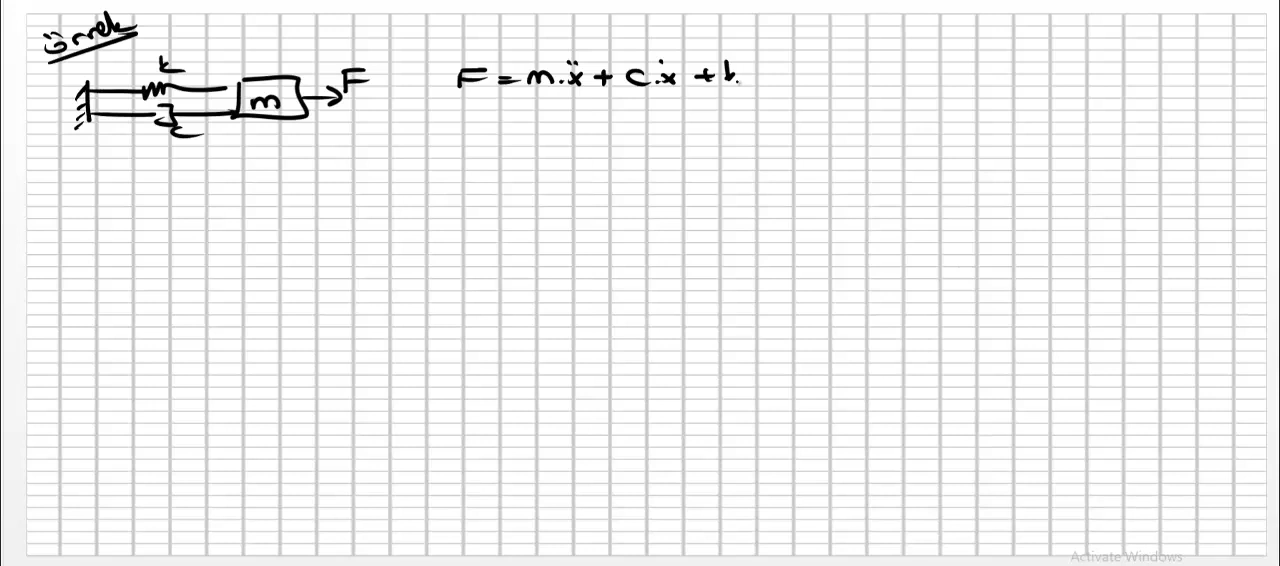 Örnek
k
m
F
c
F = m.ẍ + c.ẋ + k.
Activate Windows